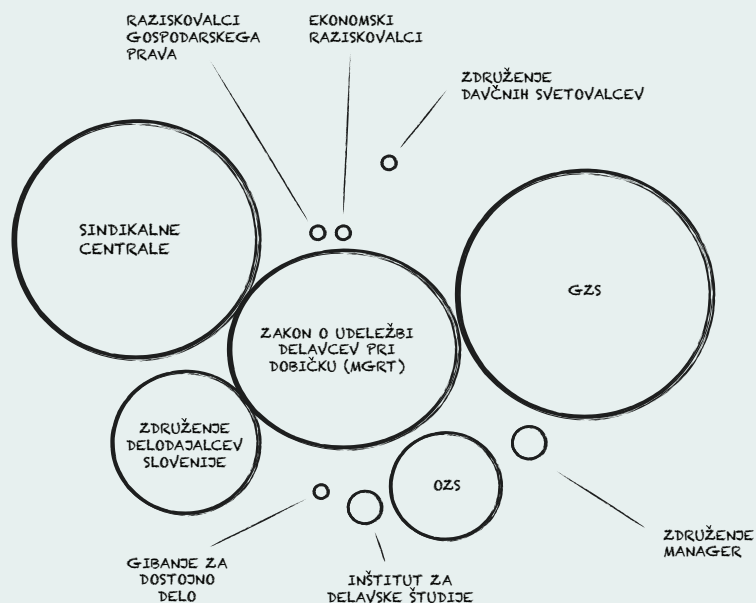 RAZISKOVALCI
GOSPODARSKEGA
PRAVA
EKONOMSKI
RAZISKOVALCI
ZDRUŽENJE
DAVČNIH SVETOVALCEV
SINDIKALNE
CENTRALE
GZS
ZAKON O UDELEŽBI
DELAVCEV PRI
DOBIČKU (MGRT)
ZDRUŽENJE
DELODAJALCEV
SLOVENIJE
OZS
ZDRUŽENJE
MANAGER
GIBANJE ZA
DOSTOJNO
DELO
INŠTITUT ZA
DELAVSKE ŠTUDIJE